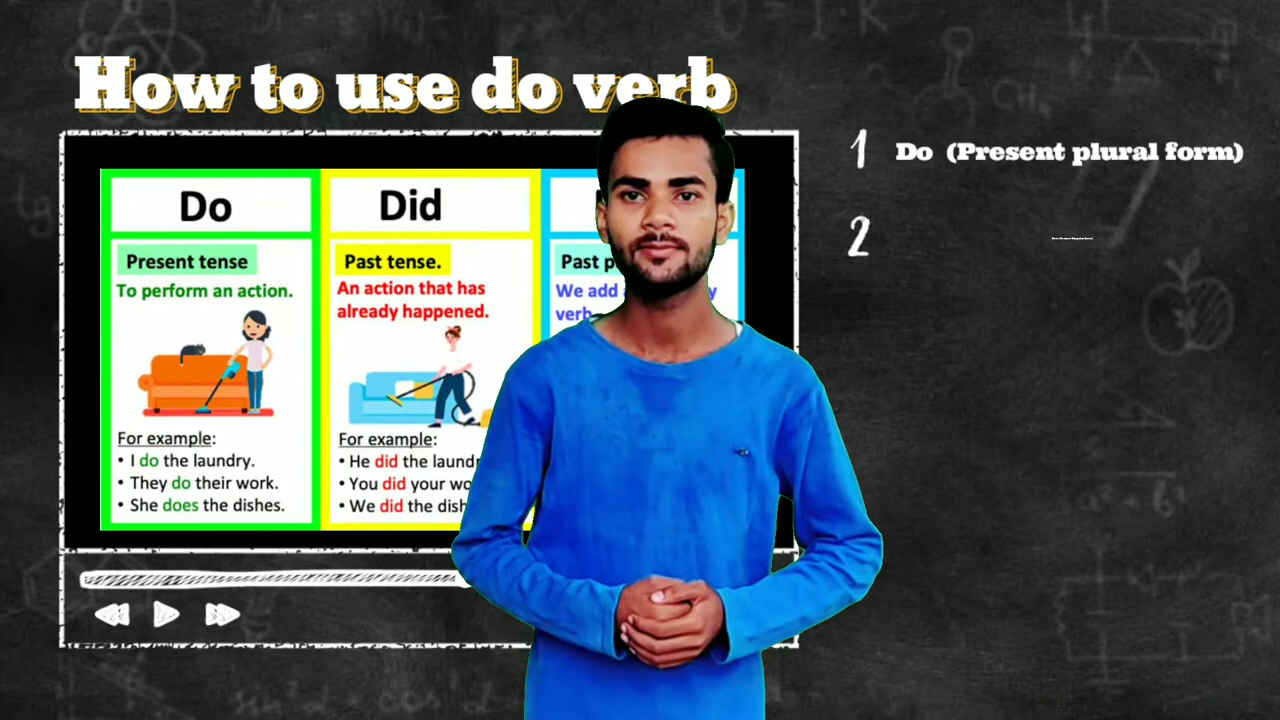 How to use do verb
Do
Did
Present tense
Past tense.
Past p
To perform an action.
An action that has
already happened.
We add y
verb
For example:
• I do the laundry.
• They do their work.
• She does the dishes.
For example:
• He did the laund
• You did your wo
• We did the dish
1 Do (Present plural form)
2